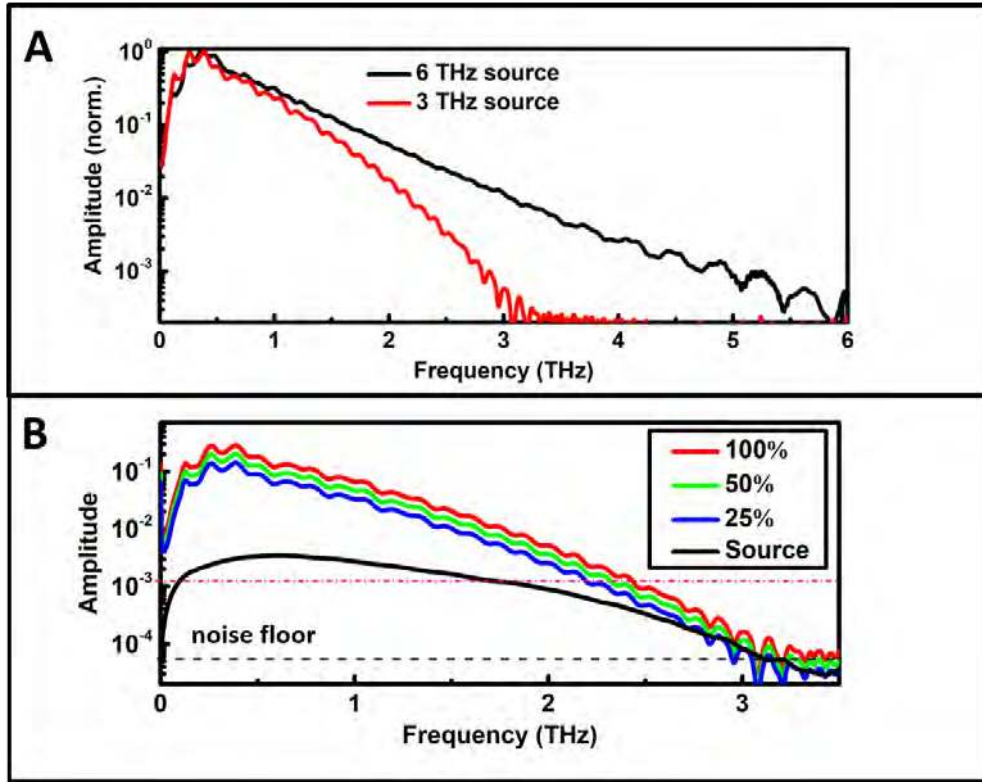 A
10⁰
10⁻¹
10⁻²
10⁻³
Amplitude (norm.)
6 THz source
3 THz source
0 1 2 3 4 5 6
Frequency (THz)
B
10⁻¹
10⁻²
10⁻³
10⁻⁴
Amplitude
100%
50%
25%
Source
noise floor
0 1 2 3
Frequency (THz)